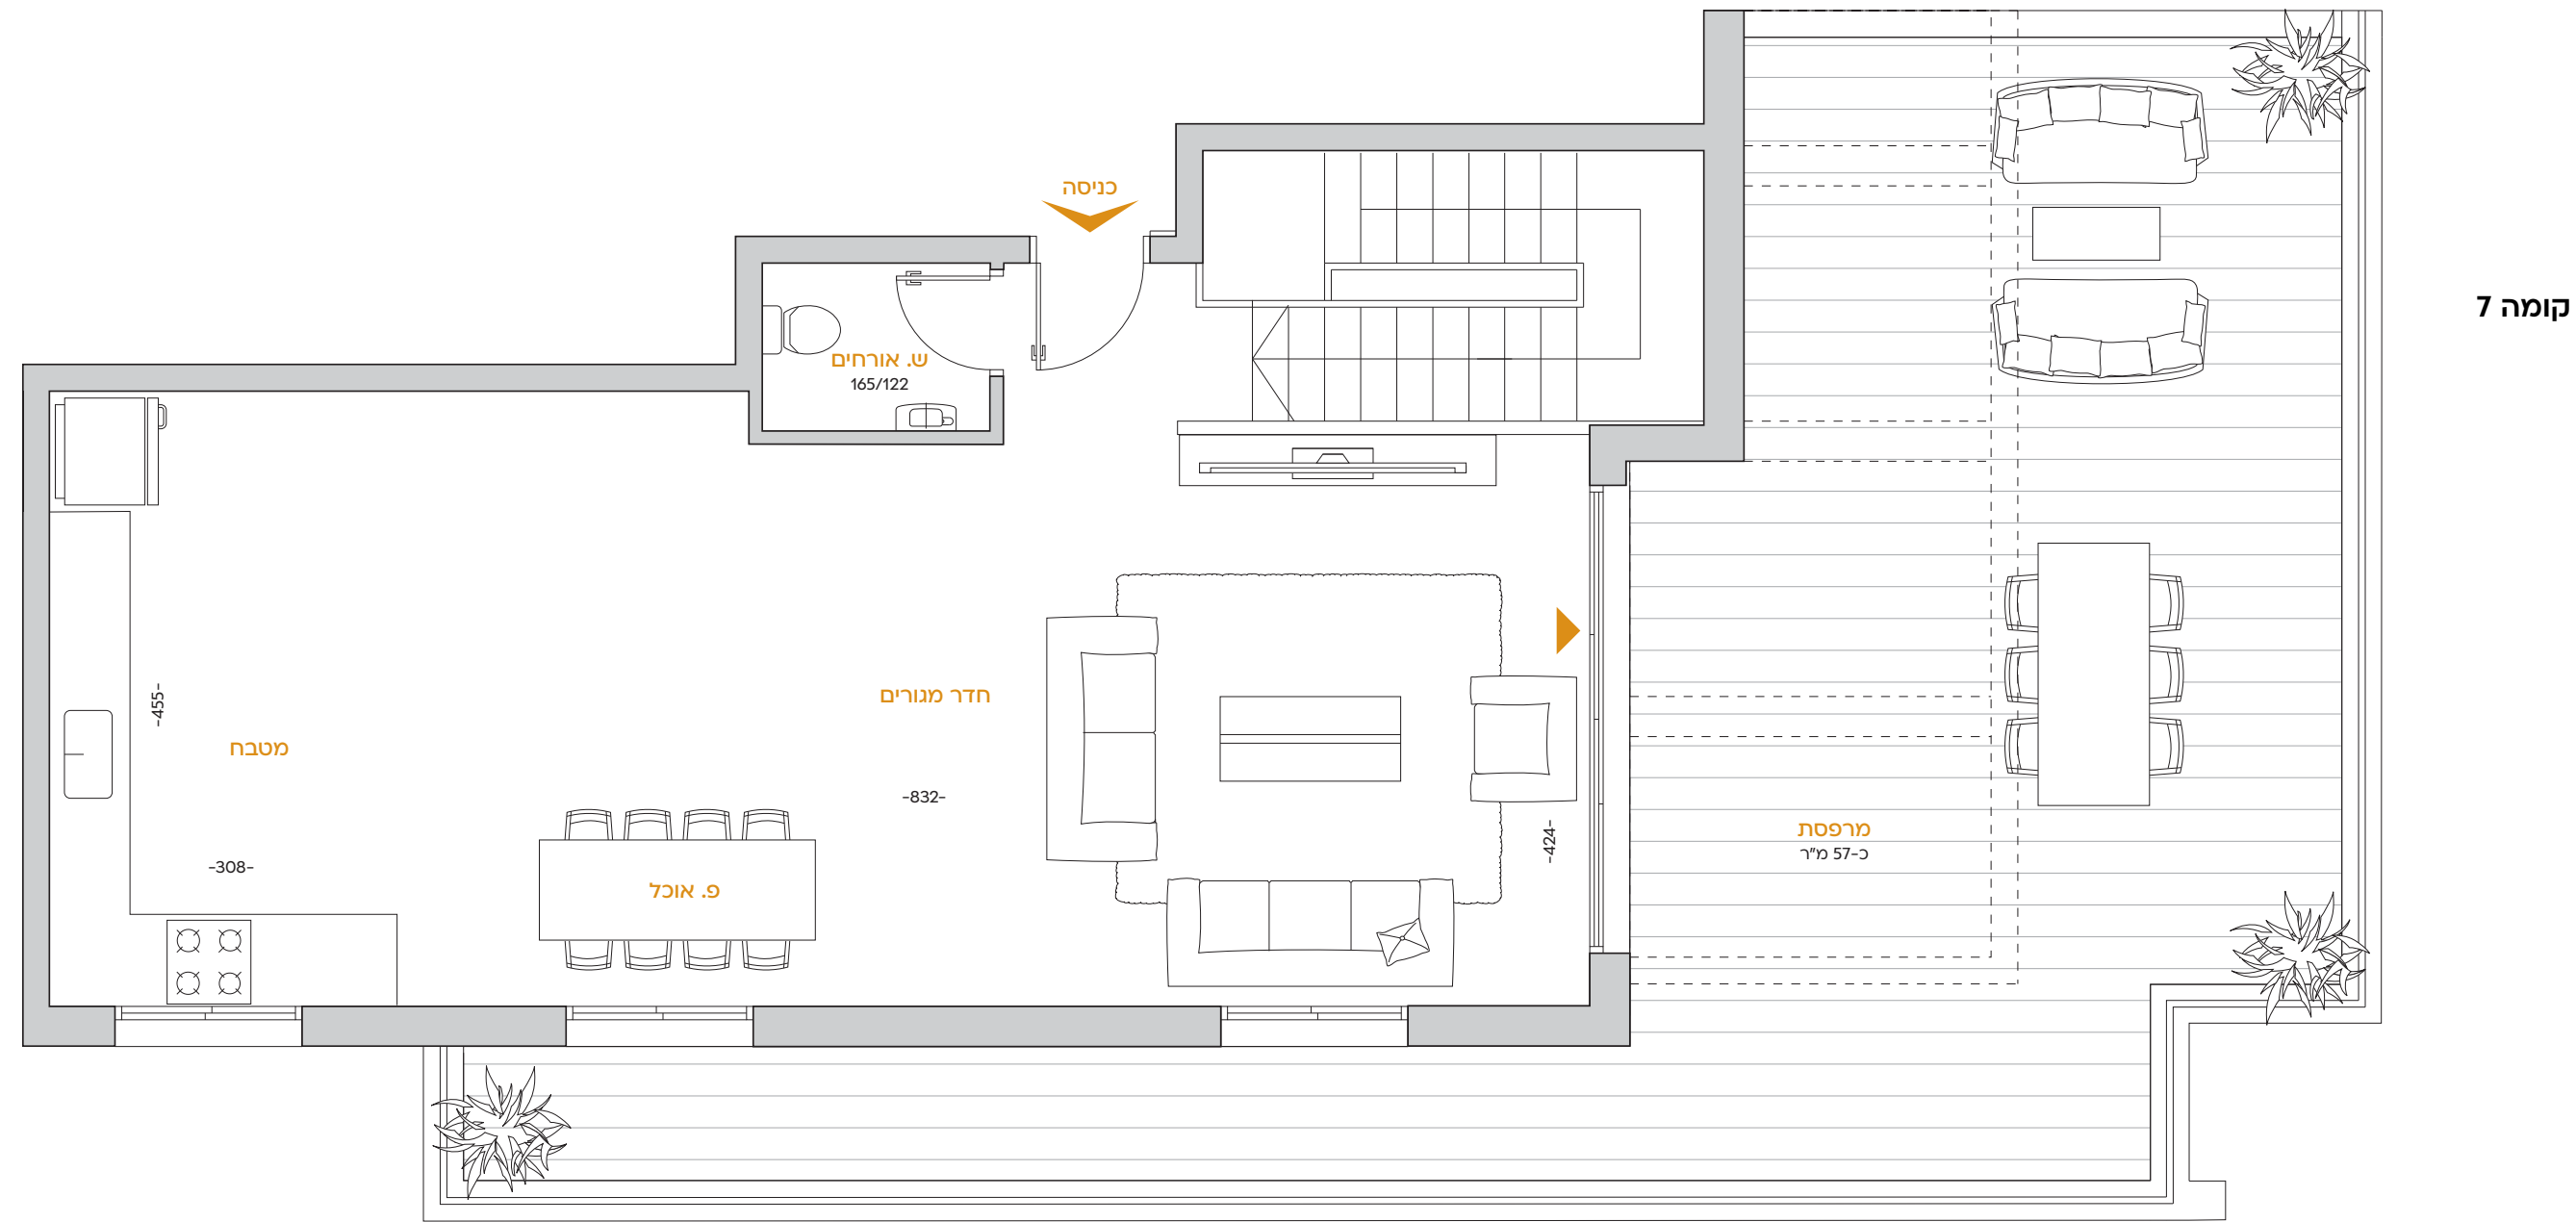 כניסה
קומה 7
ש. אורחים
165/122
-455-
חדר מגורים
מטבח
-832-
מרפסת
כ-57 מ"ר
-424-
-308-
פ. אוכל